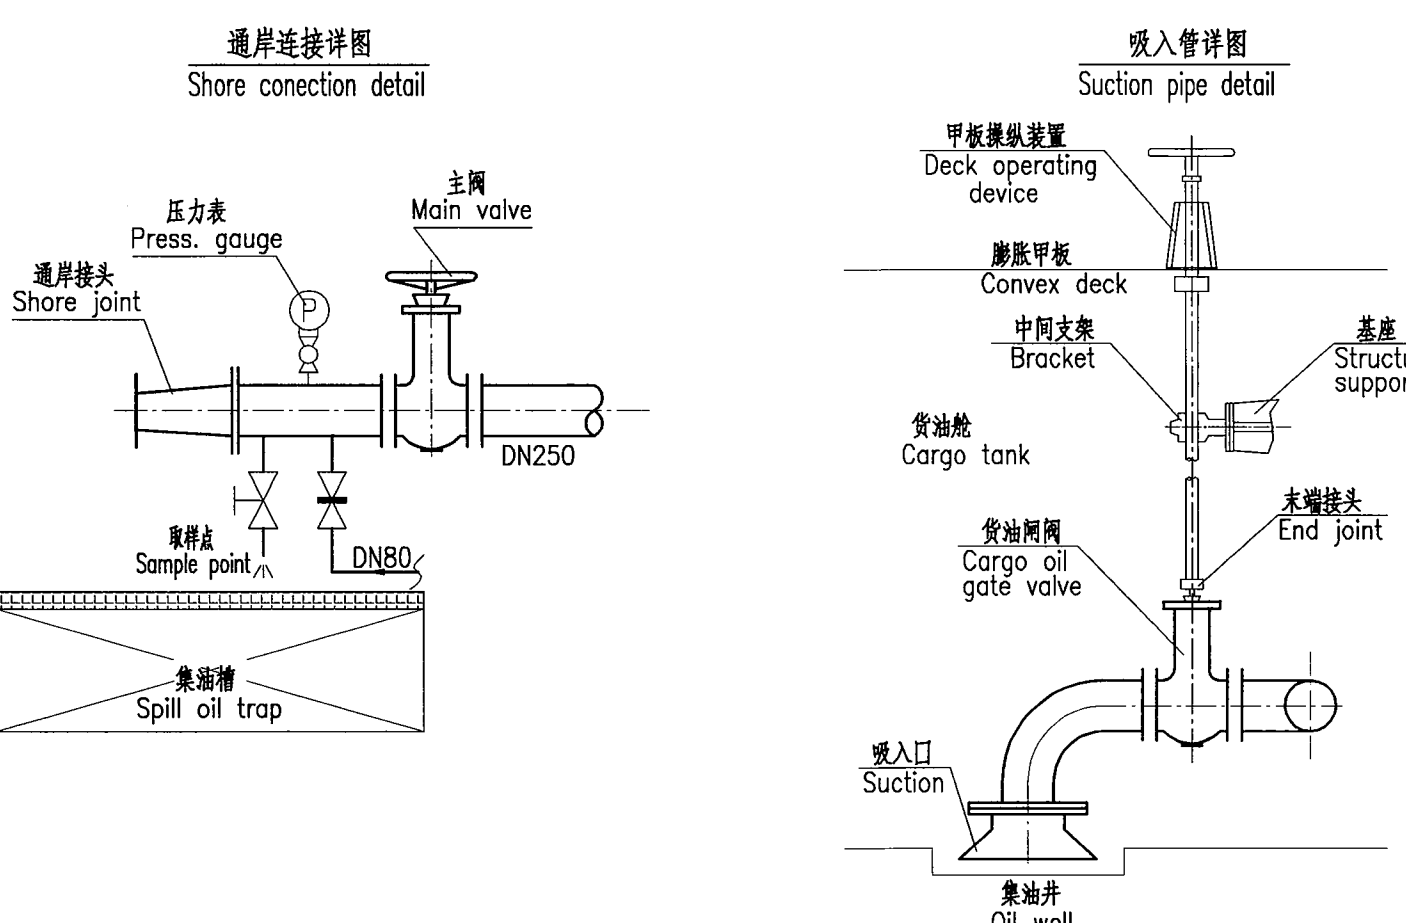 通岸连接详图
Shore conection detail
主阀
Main valve
压力表
Press. gauge
通岸接头
Shore joint
P
DN250
取样点
Sample point
DN80
集油槽
Spill oil trap
吸入管详图
Suction pipe detail
甲板操纵装置
Deck operating
device
膨胀甲板
Convex deck
中间支架
Bracket
基座
Structu
suppor
货油舱
Cargo tank
末端接头
End joint
货油闸阀
Cargo oil
gate valve
吸入口
Suction
集油井
Oil well